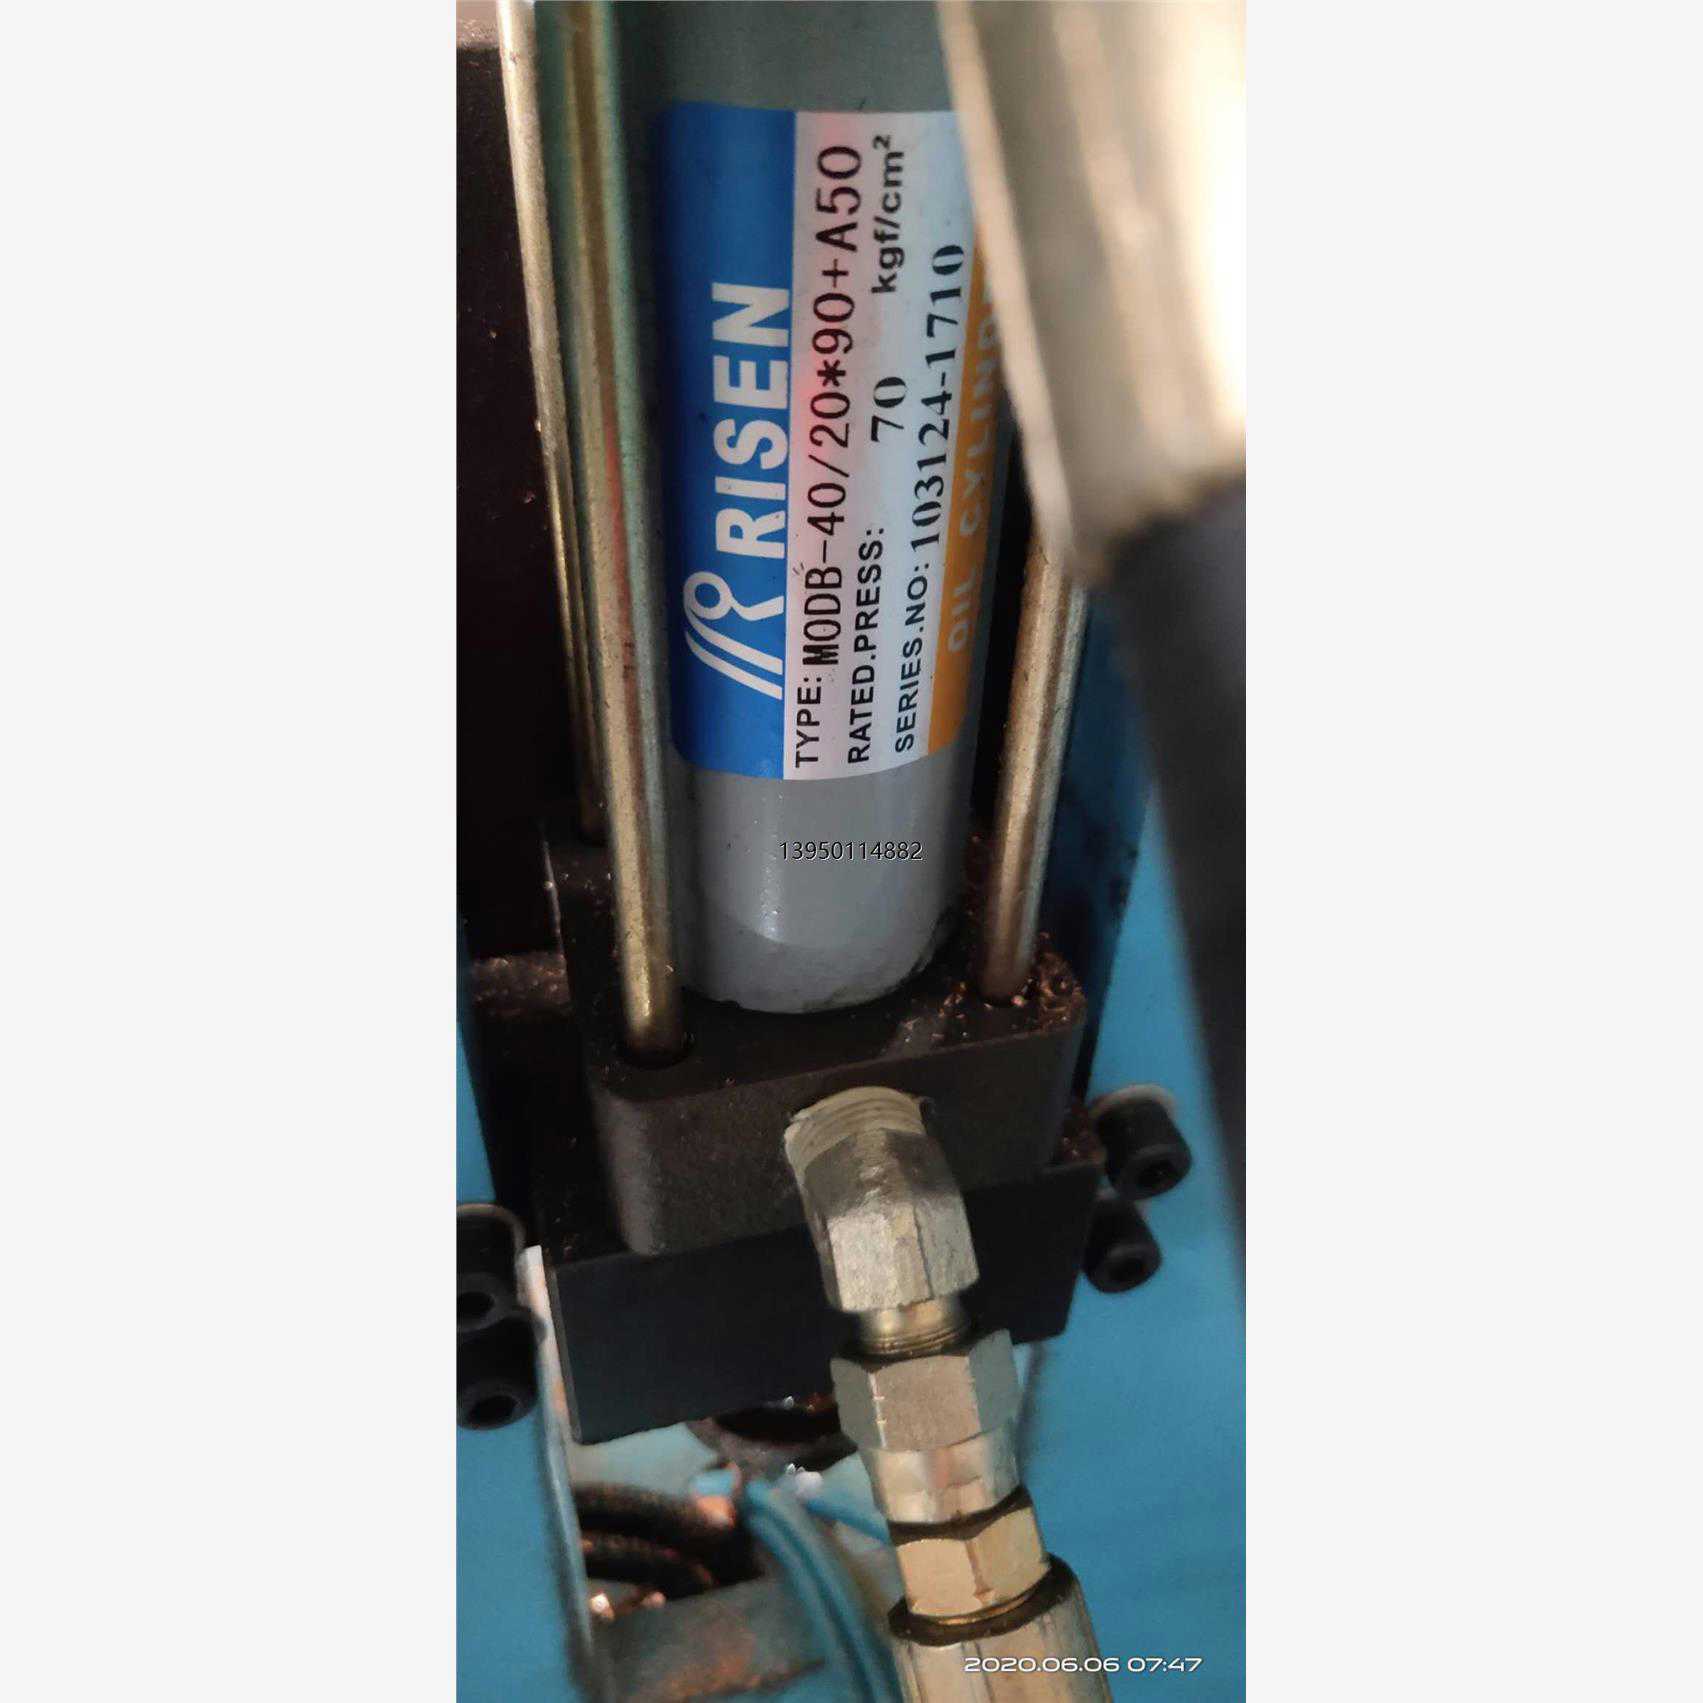 RISEN
TYPE: MODB-40/20*90+A50
RATED.PRESS: 70 kgf/cm²
SERIES.NO: 103124-1710
OIL
13950114882
2020.06.06 07:47